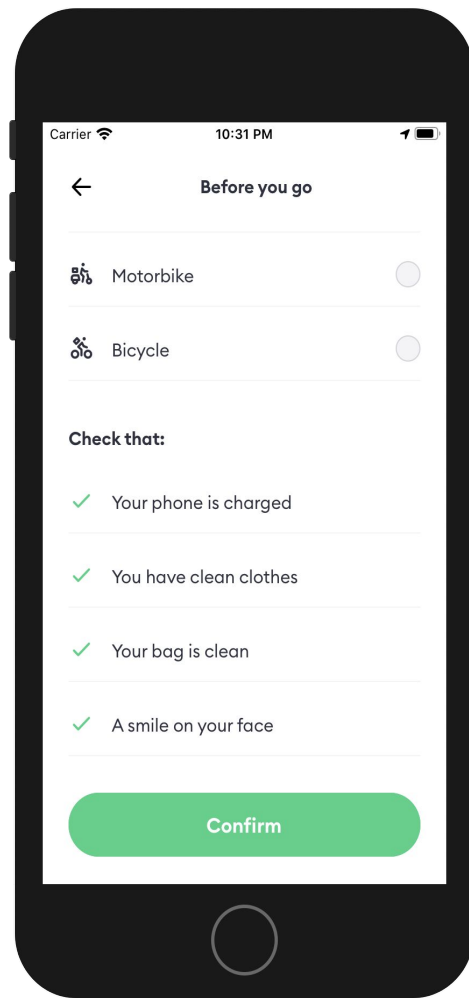 Carrier 10:31 PM
Before you go
Motorbike
Bicycle
Check that:
Your phone is charged
You have clean clothes
Your bag is clean
A smile on your face
Confirm